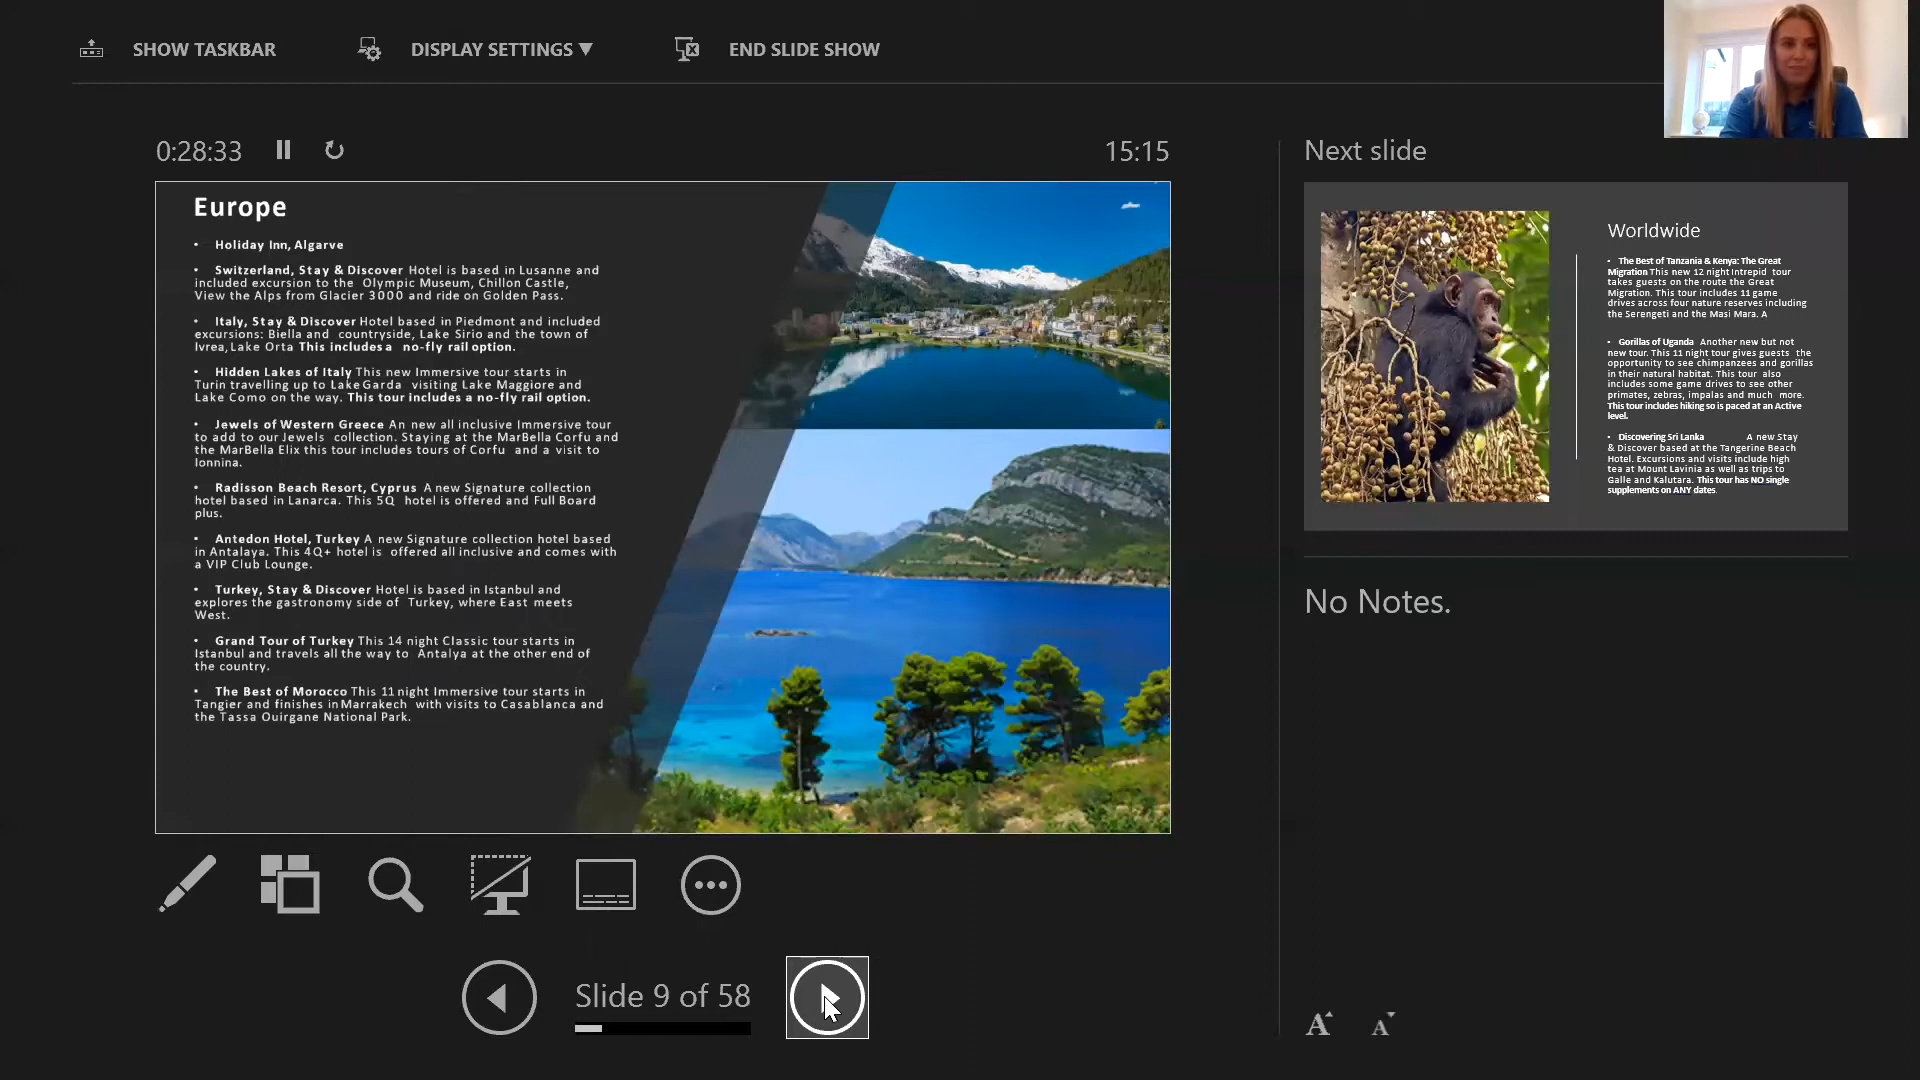 SHOW TASKBAR
DISPLAY SETTINGS ▼
END SLIDE SHOW
0:28:33
15:15
Next slide
Europe
• Holiday Inn, Algarve
• Switzerland, Stay & Discover Hotel is based in Lusanne and
included excursion to the Olympic Museum, Chillon Castle,
View the Alps from Glacier 3000 and ride on Golden Pass.
• Italy, Stay & Discover Hotel based in Piedmont and included
excursions: Biella and countryside, Lake Sirio and the town of
Ivrea, Lake Orta This includes a no-fly rail option.
• Hidden Lakes of Italy This new Immersive tour starts in
Turin travelling up to Lake Garda visiting Lake Maggiore and
Lake Como on the way. This tour includes a no-fly rail option.
• Jewels of Western Greece An new all inclusive Immersive tour
to add to our Jewels collection. Staying at the MarBella Corfu and
the MarBella Elix this tour includes tours of Corfu and a visit to
Ionnina.
• Radisson Beach Resort, Cyprus A new Signature collection
hotel based in Lanarca. This 5Q hotel is offered and Full Board
plus.
• Antedon Hotel, Turkey A new Signature collection hotel based
in Antalaya. This 4Q+ hotel is offered all inclusive and comes with
a VIP Club Lounge.
• Turkey, Stay & Discover Hotel is based in Istanbul and
explores the gastronomy side of Turkey, where East meets
West.
• Grand Tour of Turkey This 14 night Classic tour starts in
Istanbul and travels all the way to Antalya at the other end of
the country.
• The Best of Morocco This 11 night Immersive tour starts in
Tangier and finishes in Marrakech with visits to Casablanca and
the Tassa Ouirgane National Park.
Worldwide
• The Best of Tanzania & Kenya: The Great
Migration This new 12 night Intrepid tour
takes guests on the route the Great
Migration. This tour includes 11 game
drives across four nature reserves including
the Serengeti and the Masi Mara. A
• Gorillas of Uganda Another new but not
new tour. This 11 night tour gives guests the
opportunity to see chimpanzees and gorillas
in their natural habitat. This tour also
includes some game drives to see other
primates, zebras, impalas and much more.
This tour includes hiking so is paced at an Active
level.
• Discovering Sri Lanka A new Stay
& Discover based at the Tangerine Beach
Hotel. Excursions and visits include high
tea at Mount Lavinia as well as trips to
Galle and Kalutara. This tour has NO single
supplements on ANY dates.
No Notes.
Slide 9 of 58
A A